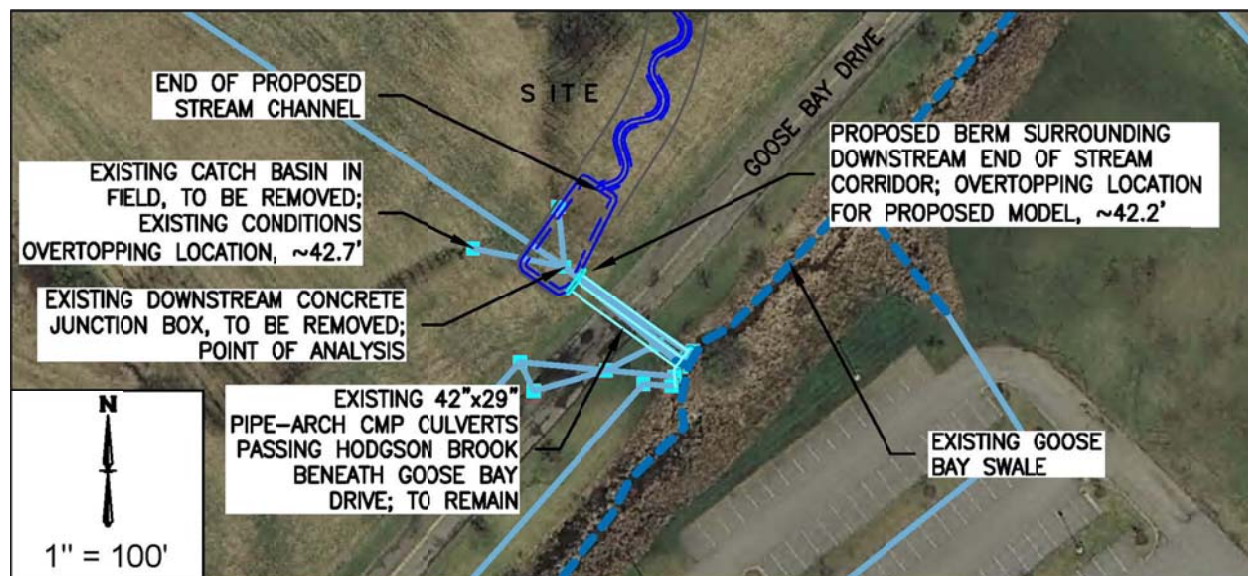 END OF PROPOSED
STREAM CHANNEL
SITE
GOOSE BAY DRIVE
EXISTING CATCH BASIN IN
FIELD, TO BE REMOVED;
EXISTING CONDITIONS
OVERTOPPING LOCATION, ~42.7'
PROPOSED BERM SURROUNDING
DOWNSTREAM END OF STREAM
CORRIDOR; OVERTOPPING LOCATION
FOR PROPOSED MODEL, ~42.2'
EXISTING DOWNSTREAM CONCRETE
JUNCTION BOX, TO BE REMOVED;
POINT OF ANALYSIS
EXISTING 42"x29"
PIPE-ARCH CMP CULVERTS
PASSING HODGSON BROOK
BENEATH GOOSE BAY
DRIVE; TO REMAIN
EXISTING GOOSE
BAY SWALE
N
1" = 100'